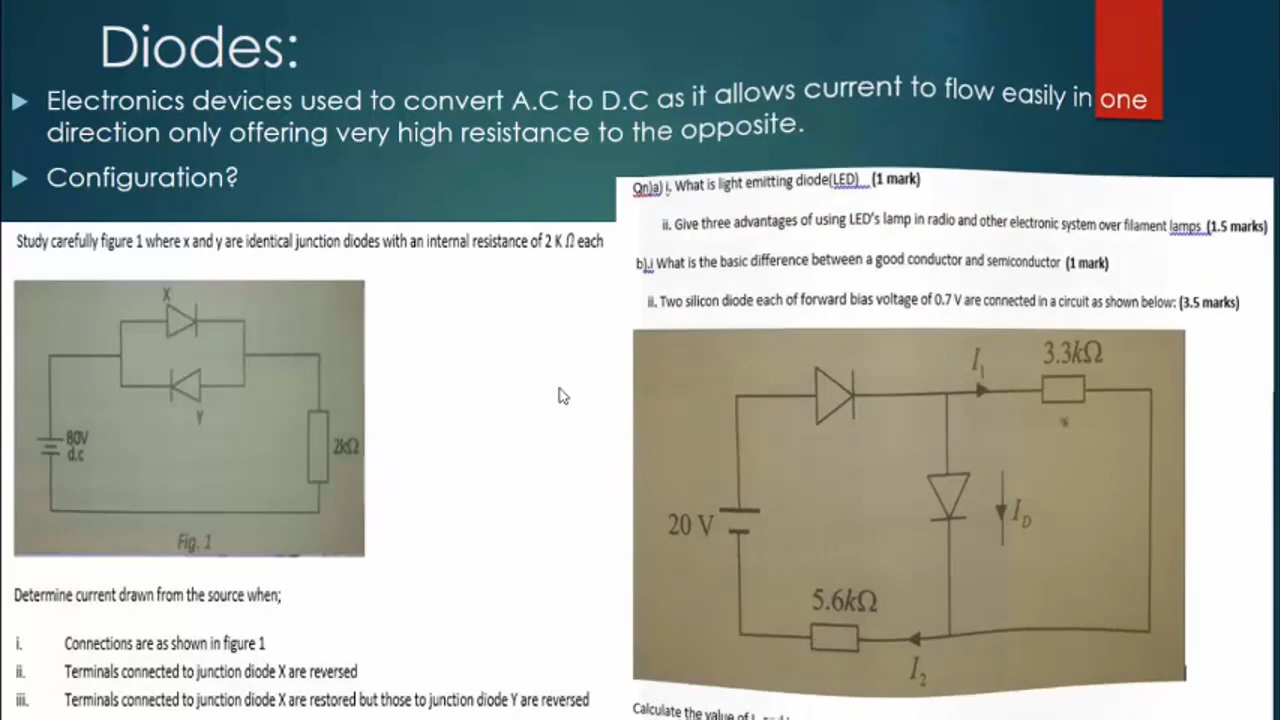 Diodes:
Electronics devices used to convert A.C to D.C as it allows current to flow easily in one
direction only offering very high resistance to the opposite.
Configuration?
Study carefully figure 1 where x and y are identical junction diodes with an internal resistance of 2 K Ω each
X
Y
80V
d.c
2kΩ
Fig. 1
Determine current drawn from the source when;
i. Connections are as shown in figure 1
ii. Terminals connected to junction diode X are reversed
iii. Terminals connected to junction diode X are restored but those to junction diode Y are reversed
Qn)a) i. What is light emitting diode(LED) (1 mark)
ii. Give three advantages of using LED's lamp in radio and other electronic system over filament lamps (1.5 marks)
b).i What is the basic difference between a good conductor and semiconductor (1 mark)
ii. Two silicon diode each of forward bias voltage of 0.7 V are connected in a circuit as shown below: (3.5 marks)
I1
3.3kΩ
20 V
ID
5.6kΩ
I2
Calculate the value of